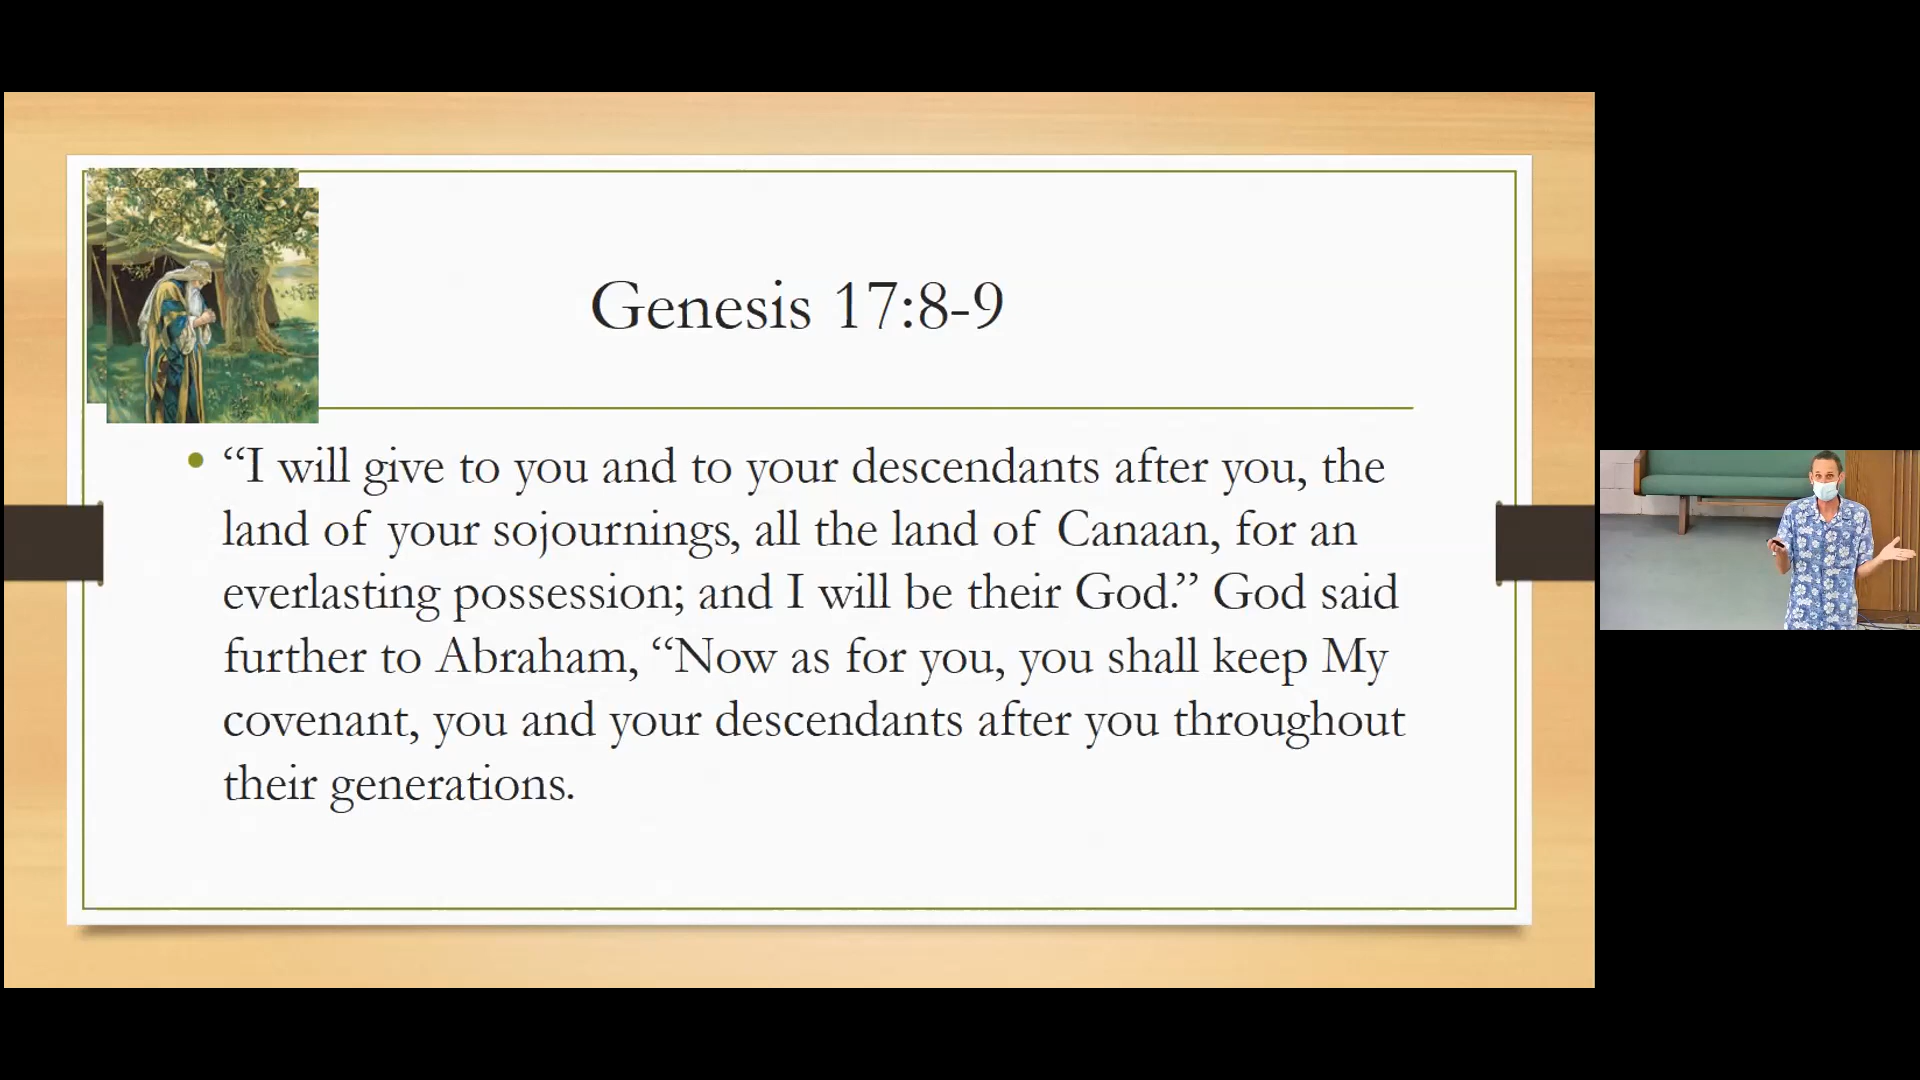 Genesis 17:8-9
“I will give to you and to your descendants after you, the
land of your sojournings, all the land of Canaan, for an
everlasting possession; and I will be their God.” God said
further to Abraham, “Now as for you, you shall keep My
covenant, you and your descendants after you throughout
their generations.